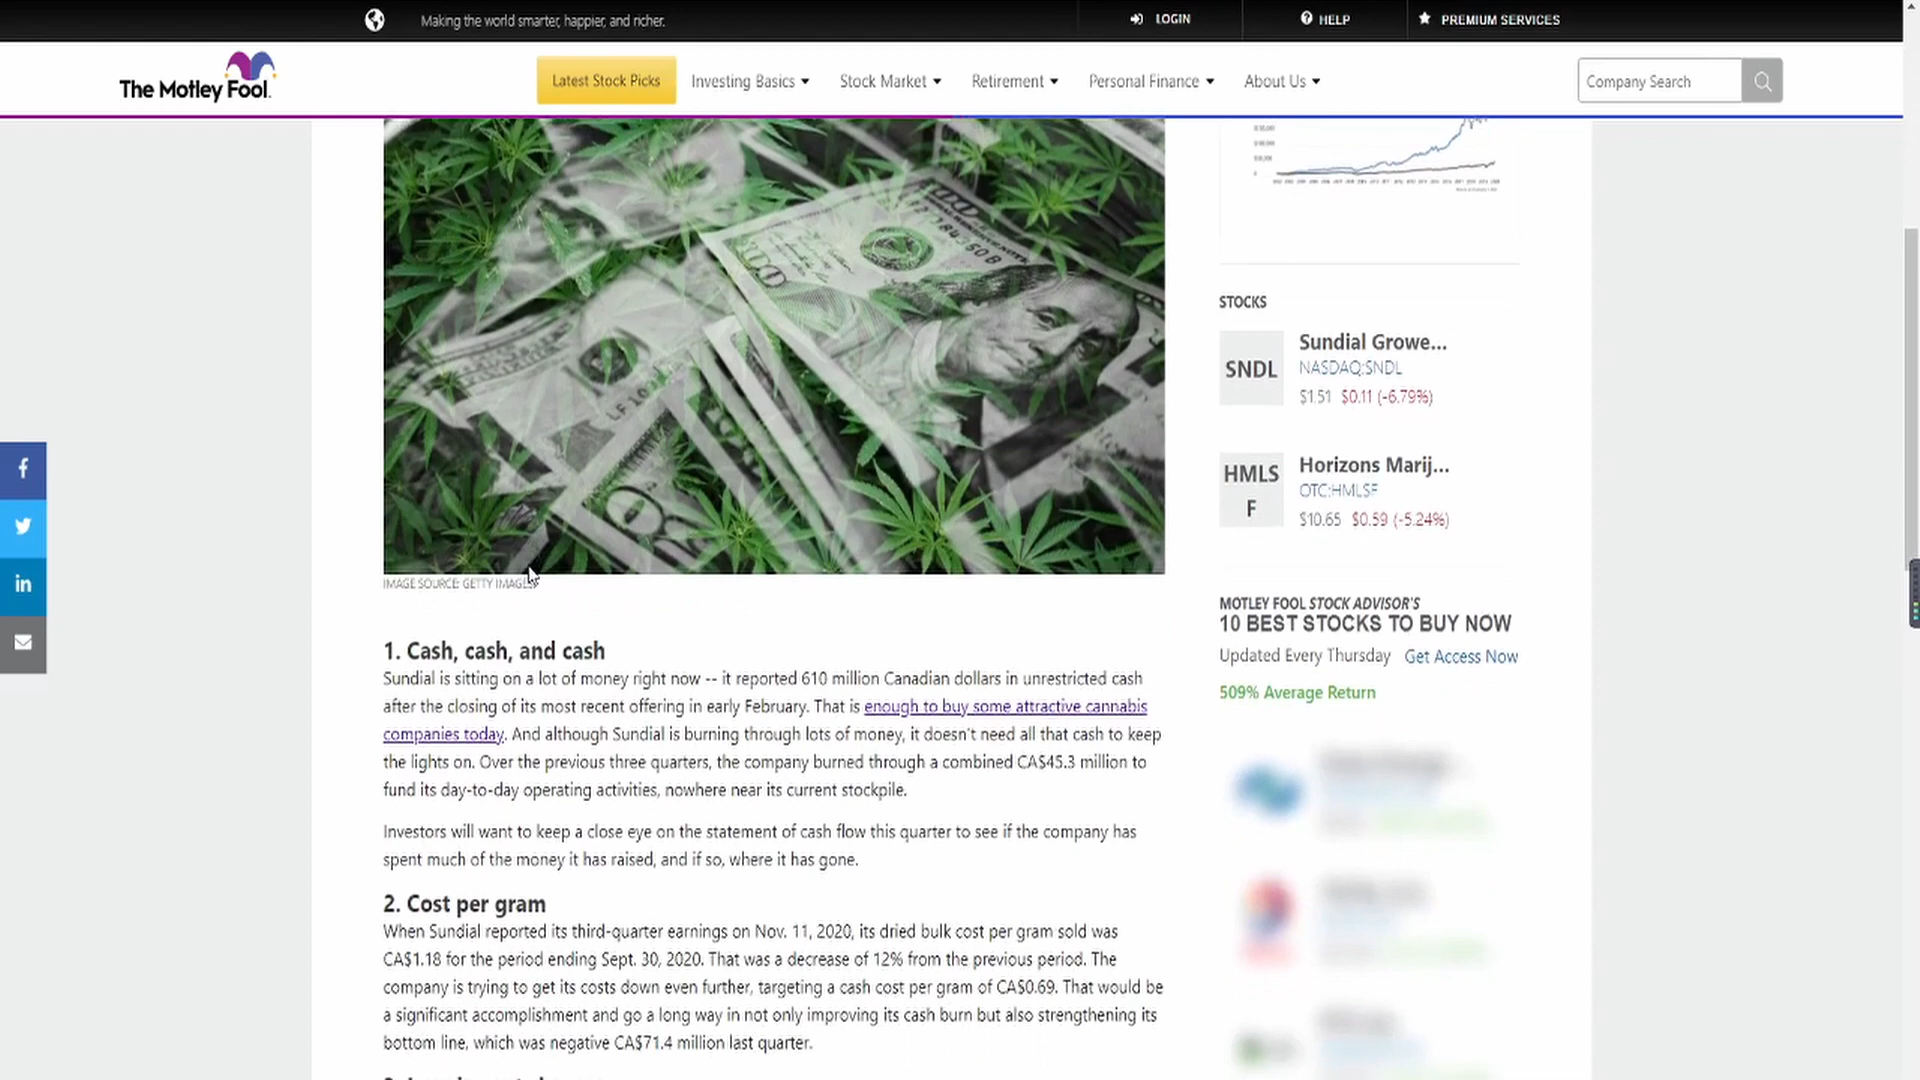 Making the world smarter, happier, and richer.
LOGIN
HELP
PREMIUM SERVICES
The Motley Fool.
Latest Stock Picks
Investing Basics
Stock Market
Retirement
Personal Finance
About Us
Company Search
IMAGE SOURCE: GETTY IMAGES
1. Cash, cash, and cash
Sundial is sitting on a lot of money right now -- it reported 610 million Canadian dollars in unrestricted cash
after the closing of its most recent offering in early February. That is enough to buy some attractive cannabis
companies today. And although Sundial is burning through lots of money, it doesn't need all that cash to keep
the lights on. Over the previous three quarters, the company burned through a combined CA$45.3 million to
fund its day-to-day operating activities, nowhere near its current stockpile.
Investors will want to keep a close eye on the statement of cash flow this quarter to see if the company has
spent much of the money it has raised, and if so, where it has gone.
2. Cost per gram
When Sundial reported its third-quarter earnings on Nov. 11, 2020, its dried bulk cost per gram sold was
CA$1.18 for the period ending Sept. 30, 2020. That was a decrease of 12% from the previous period. The
company is trying to get its costs down even further, targeting a cash cost per gram of CA$0.69. That would be
a significant accomplishment and go a long way in not only improving its cash burn but also strengthening its
bottom line, which was negative CA$71.4 million last quarter.
STOCKS
SNDL
Sundial Growe...
NASDAQ:SNDL
$1.51 $0.11 (-6.79%)
HMLS
F
Horizons Marij...
OTC:HMLSF
$10.65 $0.59 (-5.24%)
MOTLEY FOOL STOCK ADVISOR'S
10 BEST STOCKS TO BUY NOW
Updated Every Thursday Get Access Now
509% Average Return